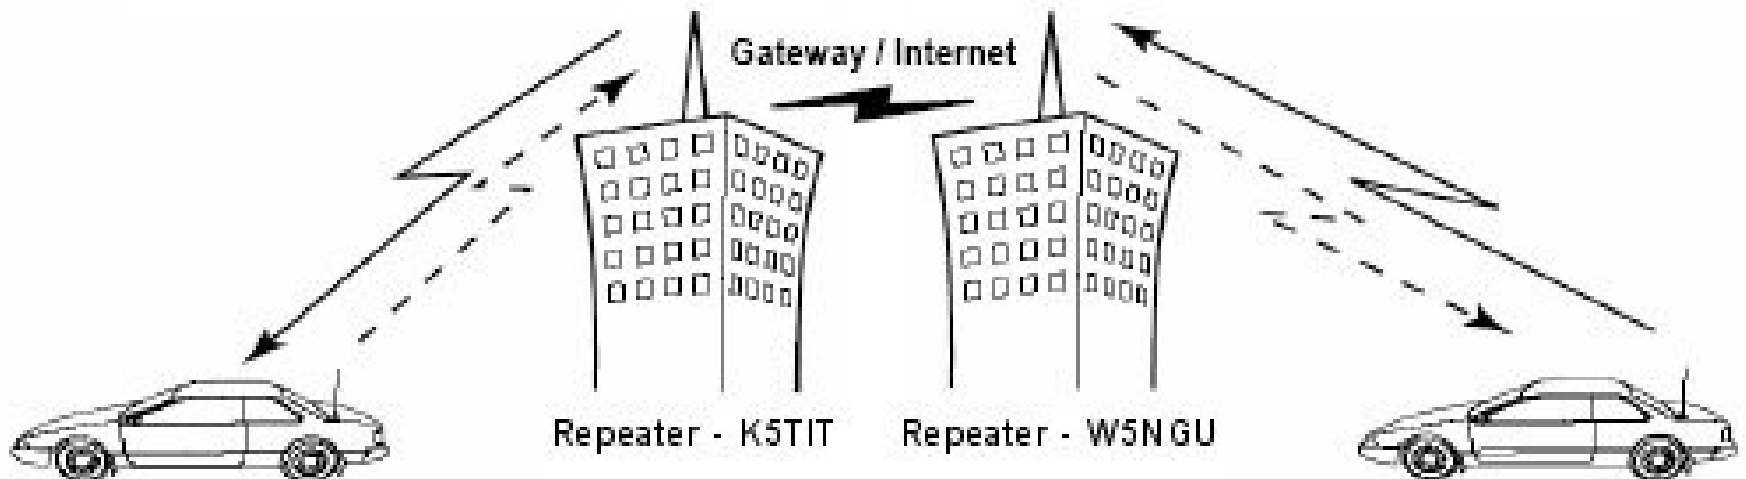 Gateway / Internet
Repeater - K5TIT
Repeater - W5NGU